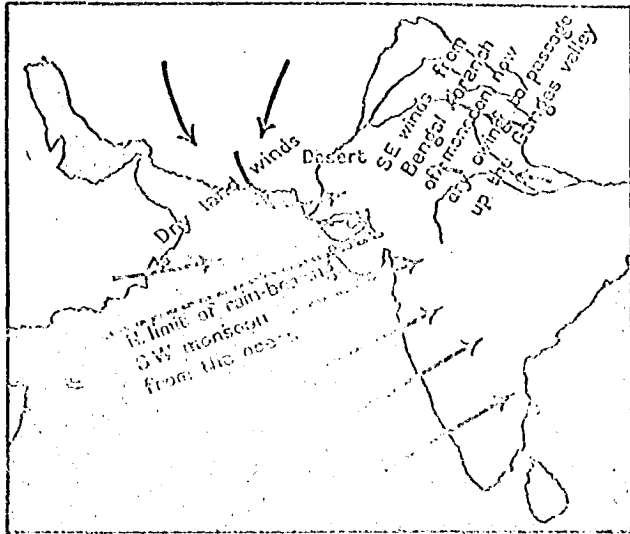 SE winds from
Bengal branch
of monsoon now
dry owing to passage
up the Ganges valley
Desert
Dry land winds
limit of rain-bearing
SW monsoon
from the ocean